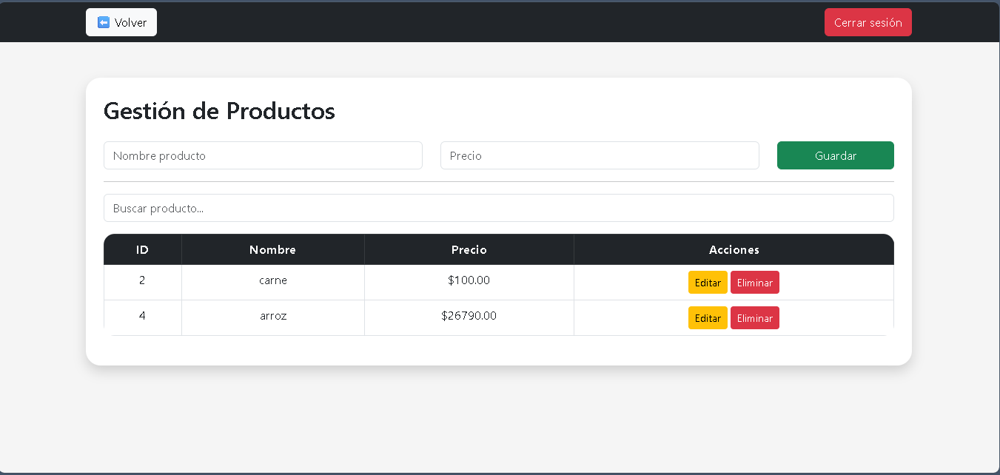 Volver
Cerrar sesión
Gestión de Productos
Nombre producto
Precio
Guardar
Buscar producto...
ID Nombre Precio Acciones
2 carne $100.00 Editar Eliminar
4 arroz $26790.00 Editar Eliminar